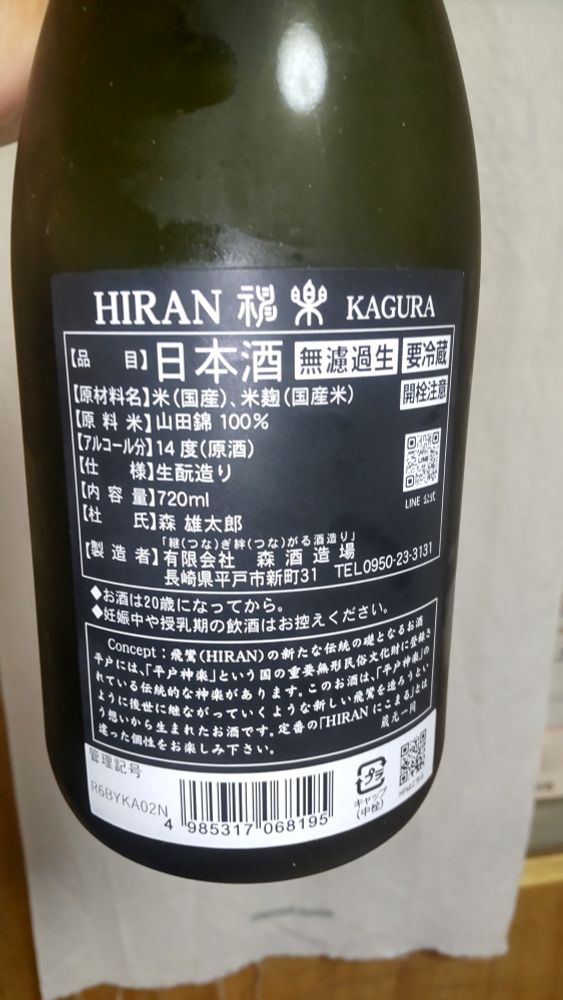 HIRAN 神楽 KAGURA
【品　　目】日本酒 無濾過生 要冷蔵
【原材料名】米(国産)、米麹(国産米) 開栓注意
【原 料 米】山田錦 100%
【アルコール分】14度(原酒)
【仕　　様】生酛造り
【内 容 量】720ml
LINE 公式
【杜　　氏】森 雄太郎
「継(つな)ぎ絆(つな)がる酒造り」
【製 造 者】有限会社 森酒造場
長崎県平戸市新町31 TEL0950-23-3131
◆お酒は20歳になってから。
◆妊娠中や授乳期の飲酒はお控えください。
Concept：飛鸞(HIRAN)の新たな伝統の礎となるお酒
平戸には、「平戸神楽」という国の重要無形民俗文化財に登録さ
れている伝統的な神楽があります。このお酒は、「平戸神楽」の
ように後世に継ながっていくような新しい飛鸞を造ろうとい
う想いから生まれたお酒です。定番の「HIRAN にこまる」とは
違った個性をお楽しみ下さい。 蔵元一同
管理記号
R6BYKA02N
4 985317 068195
プラ
キャップ
(中栓)